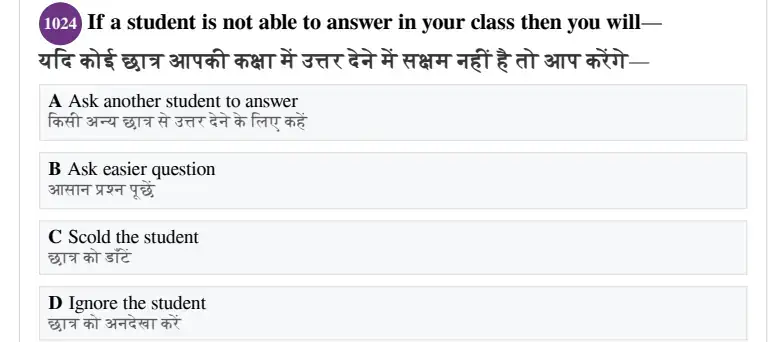 1024 If a student is not able to answer in your class then you will—
यदि कोई छात्र आपकी कक्षा में उत्तर देने में सक्षम नहीं है तो आप करेंगे—
A Ask another student to answer
किसी अन्य छात्र से उत्तर देने के लिए कहें
B Ask easier question
आसान प्रश्न पूछें
C Scold the student
छात्र को डाँटें
D Ignore the student
छात्र को अनदेखा करें